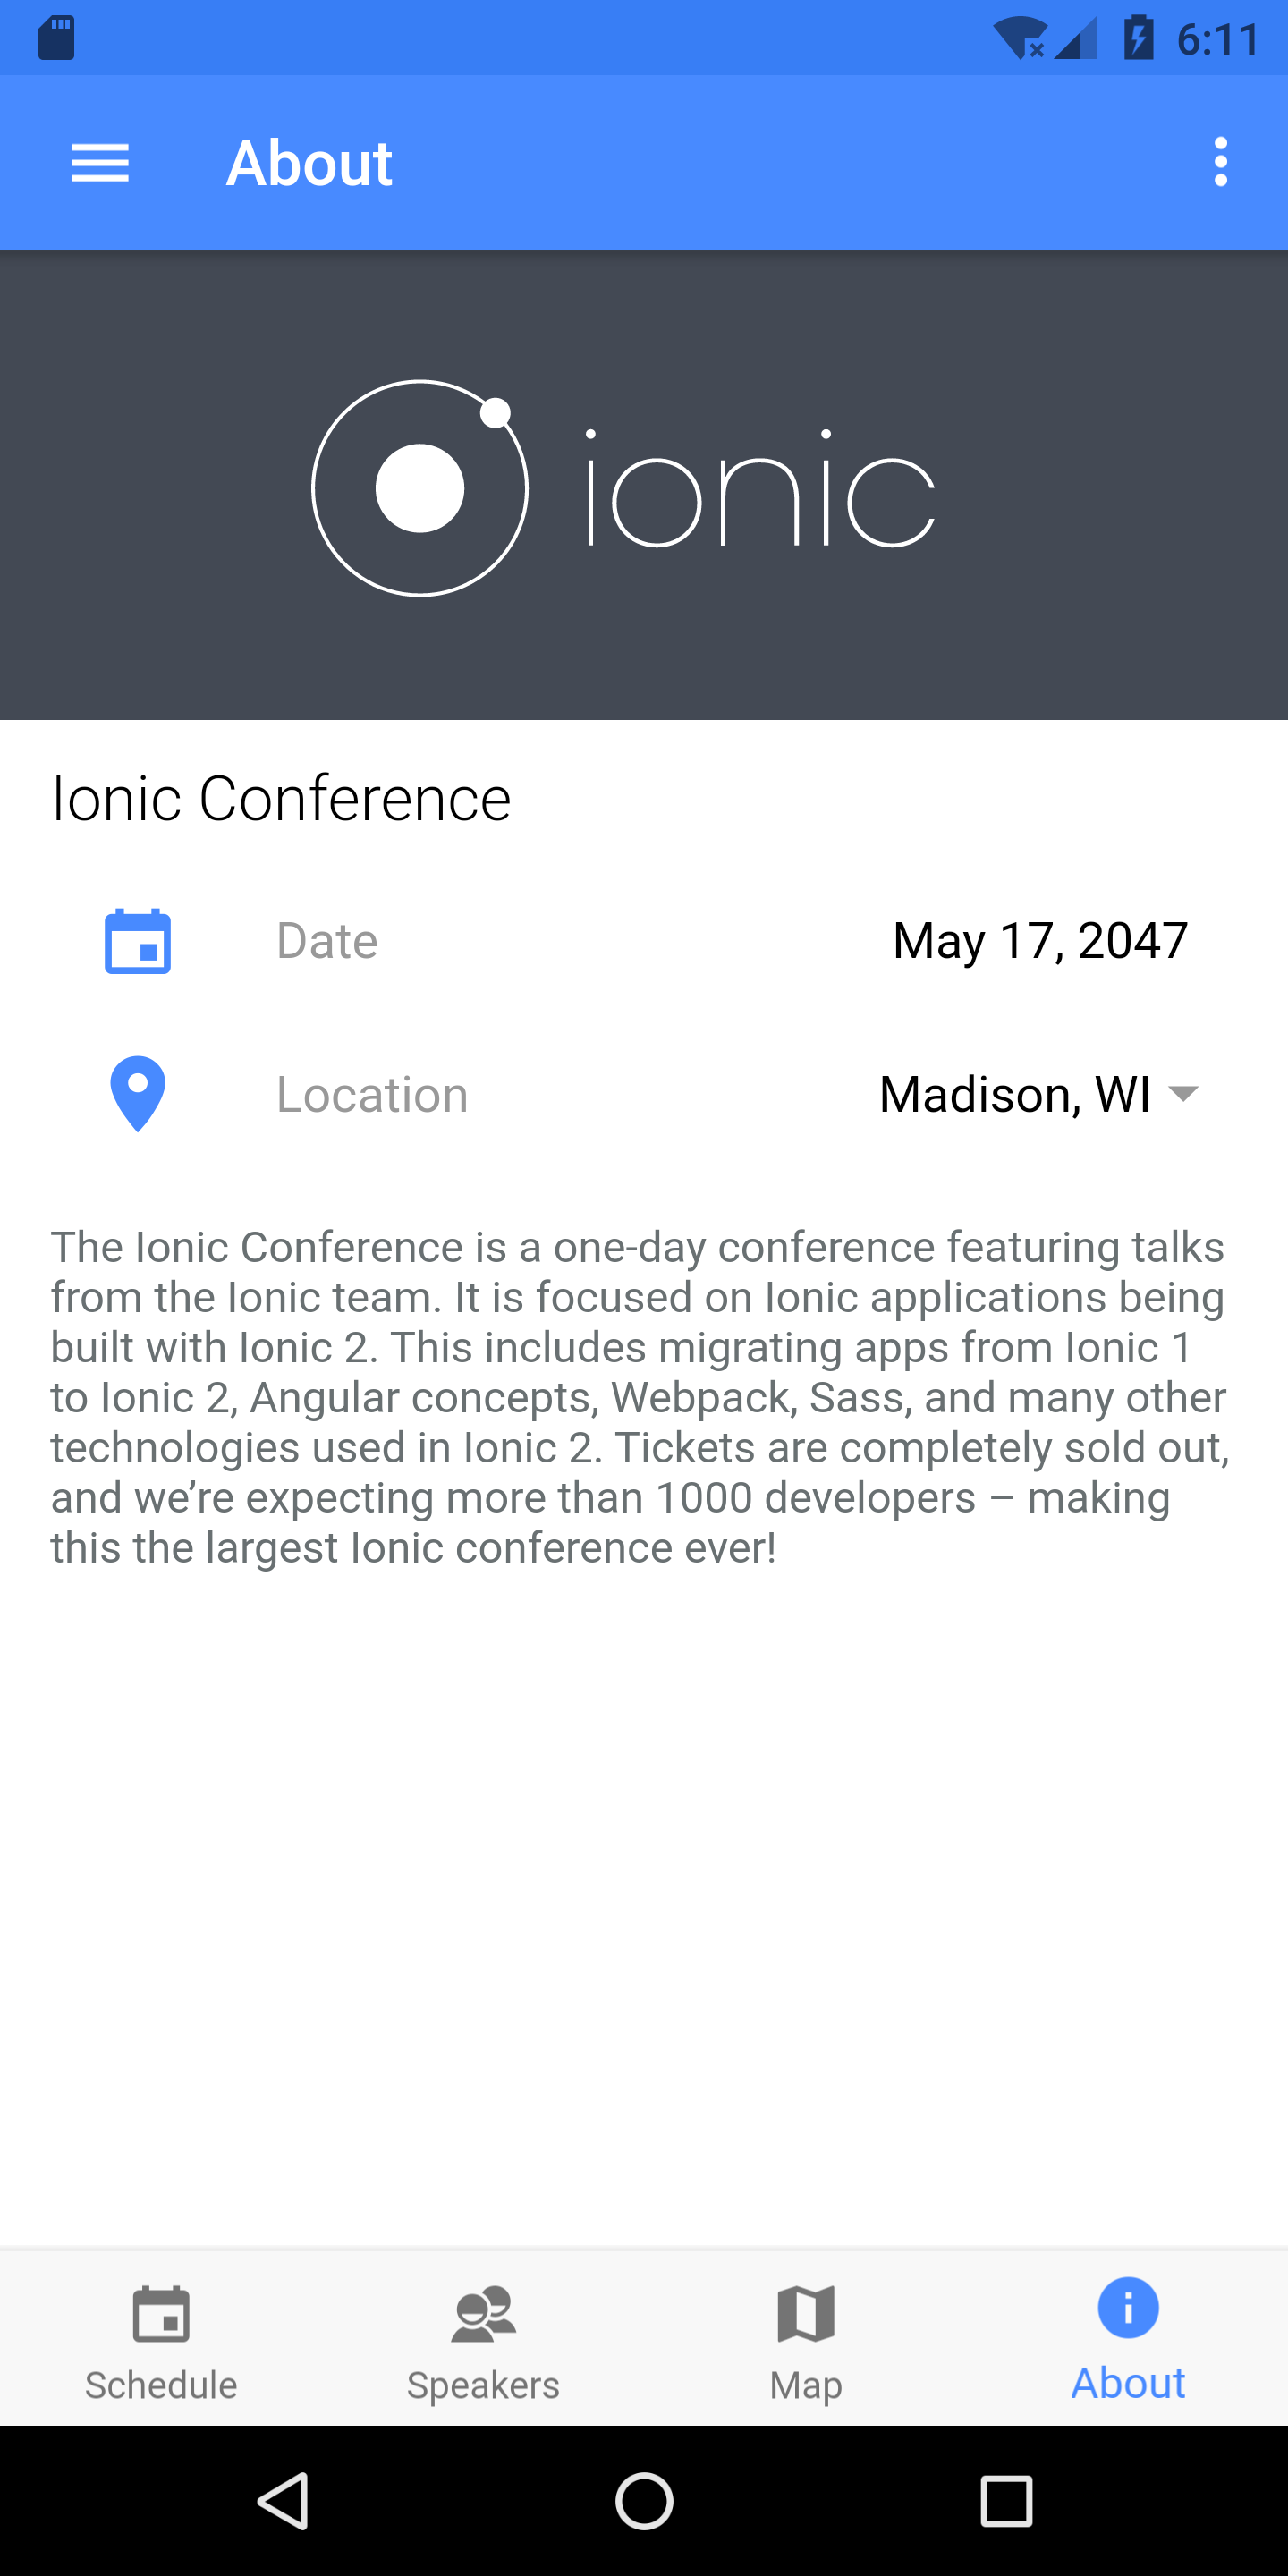 6:11
About
ionic
Ionic Conference
Date May 17, 2047
Location Madison, WI
The Ionic Conference is a one-day conference featuring talks
from the Ionic team. It is focused on Ionic applications being
built with Ionic 2. This includes migrating apps from Ionic 1
to Ionic 2, Angular concepts, Webpack, Sass, and many other
technologies used in Ionic 2. Tickets are completely sold out,
and we’re expecting more than 1000 developers – making
this the largest Ionic conference ever!
Schedule Speakers Map About